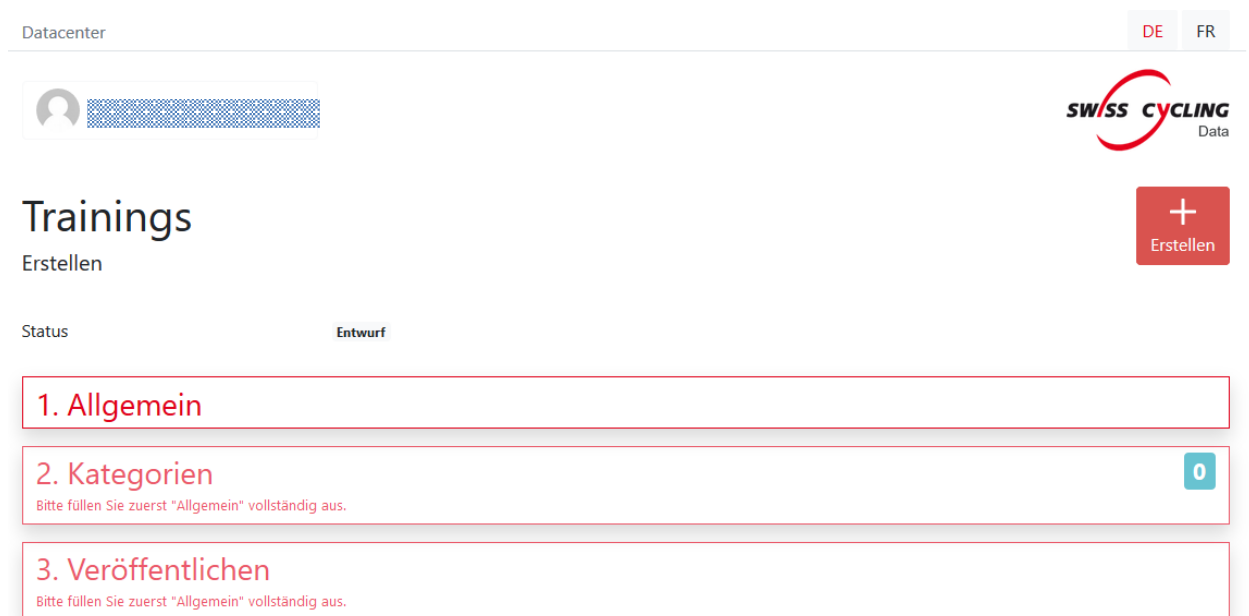 Datacenter
DE FR
SWISS CYCLING
Data
Trainings
Erstellen
Erstellen
Status Entwurf
1. Allgemein
2. Kategorien
0
Bitte füllen Sie zuerst "Allgemein" vollständig aus.
3. Veröffentlichen
Bitte füllen Sie zuerst "Allgemein" vollständig aus.